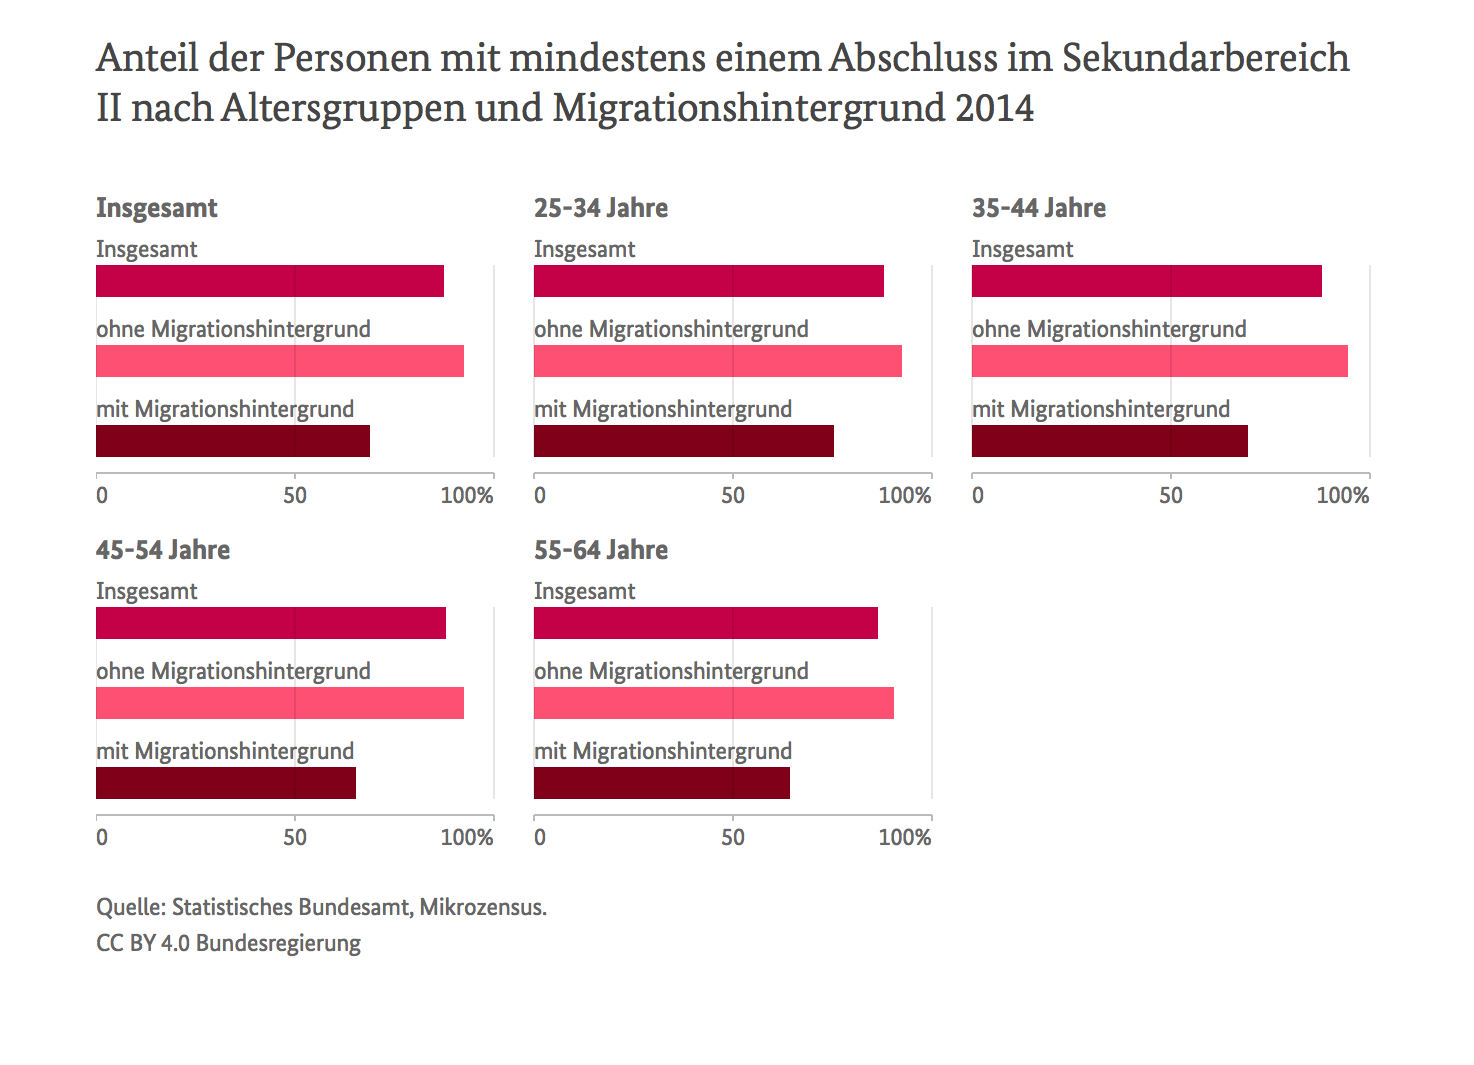 Anteil der Personen mit mindestens einem Abschluss im Sekundarbereich
II nach Altersgruppen und Migrationshintergrund 2014
Insgesamt
Insgesamt
ohne Migrationshintergrund
mit Migrationshintergrund
0 50 100%
25-34 Jahre
Insgesamt
ohne Migrationshintergrund
mit Migrationshintergrund
0 50 100%
35-44 Jahre
Insgesamt
ohne Migrationshintergrund
mit Migrationshintergrund
0 50 100%
45-54 Jahre
Insgesamt
ohne Migrationshintergrund
mit Migrationshintergrund
0 50 100%
55-64 Jahre
Insgesamt
ohne Migrationshintergrund
mit Migrationshintergrund
0 50 100%
Quelle: Statistisches Bundesamt, Mikrozensus.
CC BY 4.0 Bundesregierung